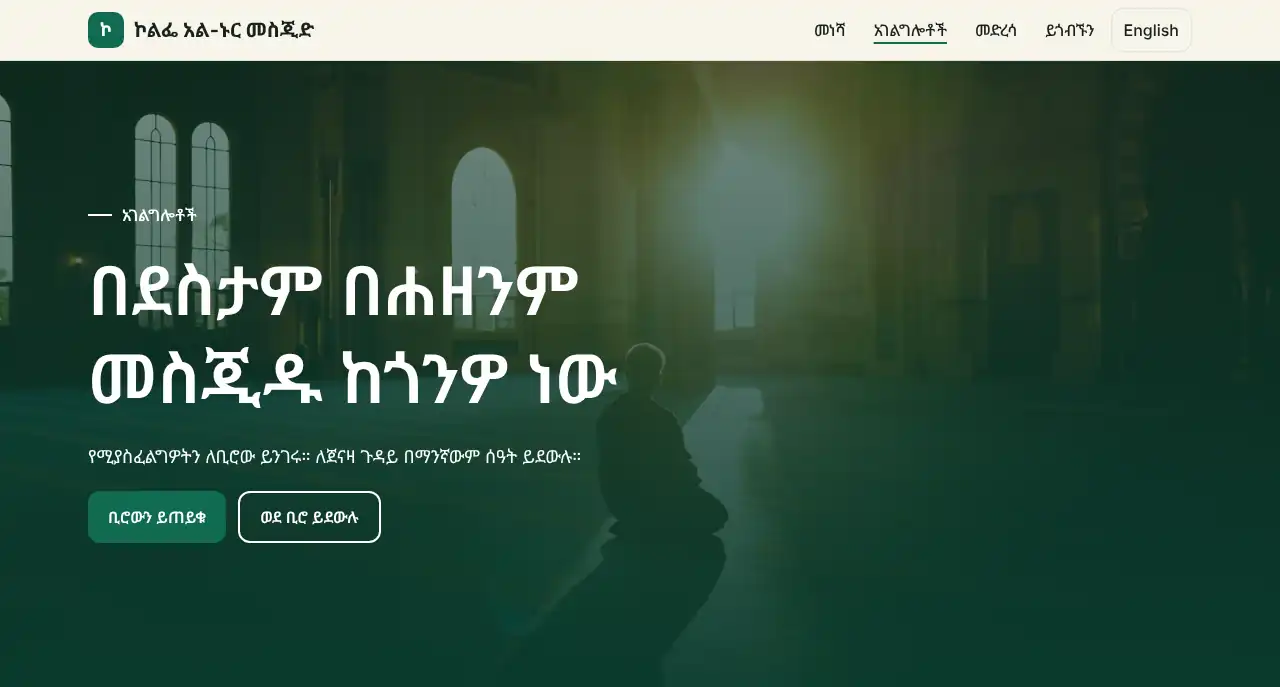 ኮ ኮልፌ አል-ኑር መስጂድ
መነሻ አገልግሎቶች መድረሳ ይጎብኙን English
አገልግሎቶች
በደስታም በሐዘንም
መስጂዱ ከጎንዎ ነው
የሚያስፈልግዎትን ለቢሮው ይንገሩ። ለጀናዛ ጉዳይ በማንኛውም ሰዓት ይደውሉ።
ቢሮውን ይጠይቁ ወደ ቢሮ ይደውሉ